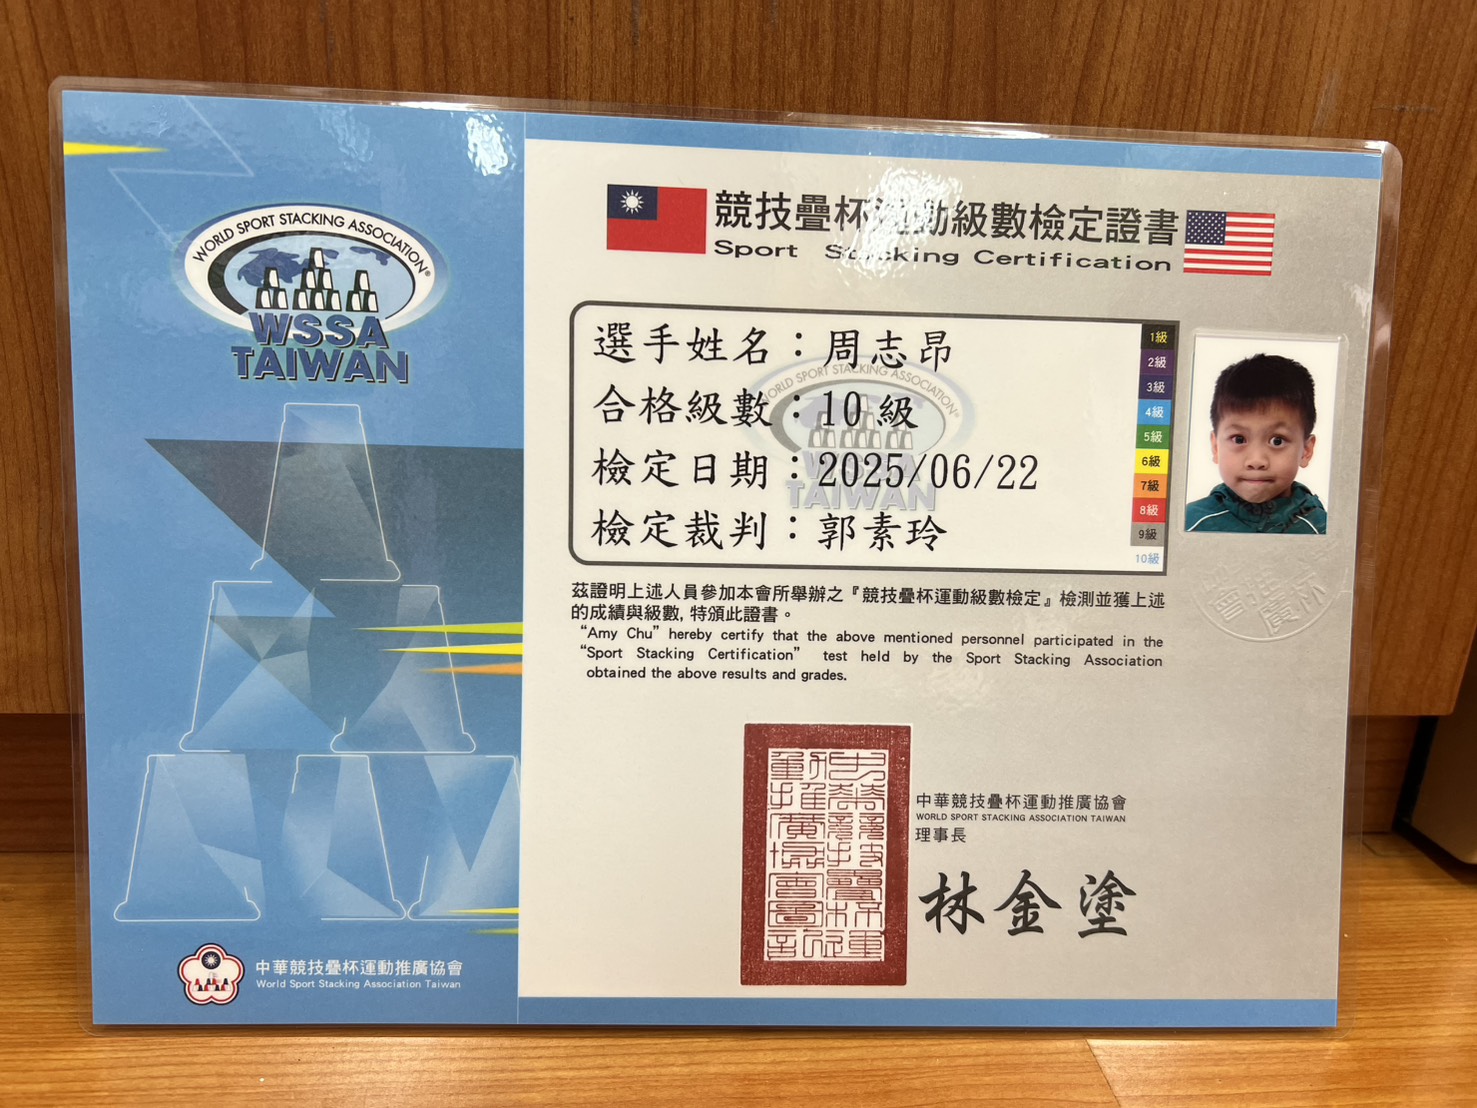 WORLD SPORT STACKING ASSOCIATION®
WSSA
TAIWAN
中華競技疊杯運動推廣協會
World Sport Stacking Association Taiwan
競技疊杯運動級數檢定證書
Sport Stacking Certification
選手姓名：周志昂
合格級數：10 級
檢定日期：2025/06/22
檢定裁判：郭素玲
WORLD SPORT STACKING ASSOCIATION®
WSSA
TAIWAN
1級
2級
3級
4級
5級
6級
7級
8級
9級
10級
茲證明上述人員參加本會所舉辦之『競技疊杯運動級數檢定』檢測並獲上述
的成績與級數, 特頒此證書。
“Amy Chu” hereby certify that the above mentioned personnel participated in the
“Sport Stacking Certification” test held by the Sport Stacking Association
obtained the above results and grades.
中華競技疊杯運動推廣協會
WORLD SPORT STACKING ASSOCIATION TAIWAN
理事長
林金塗